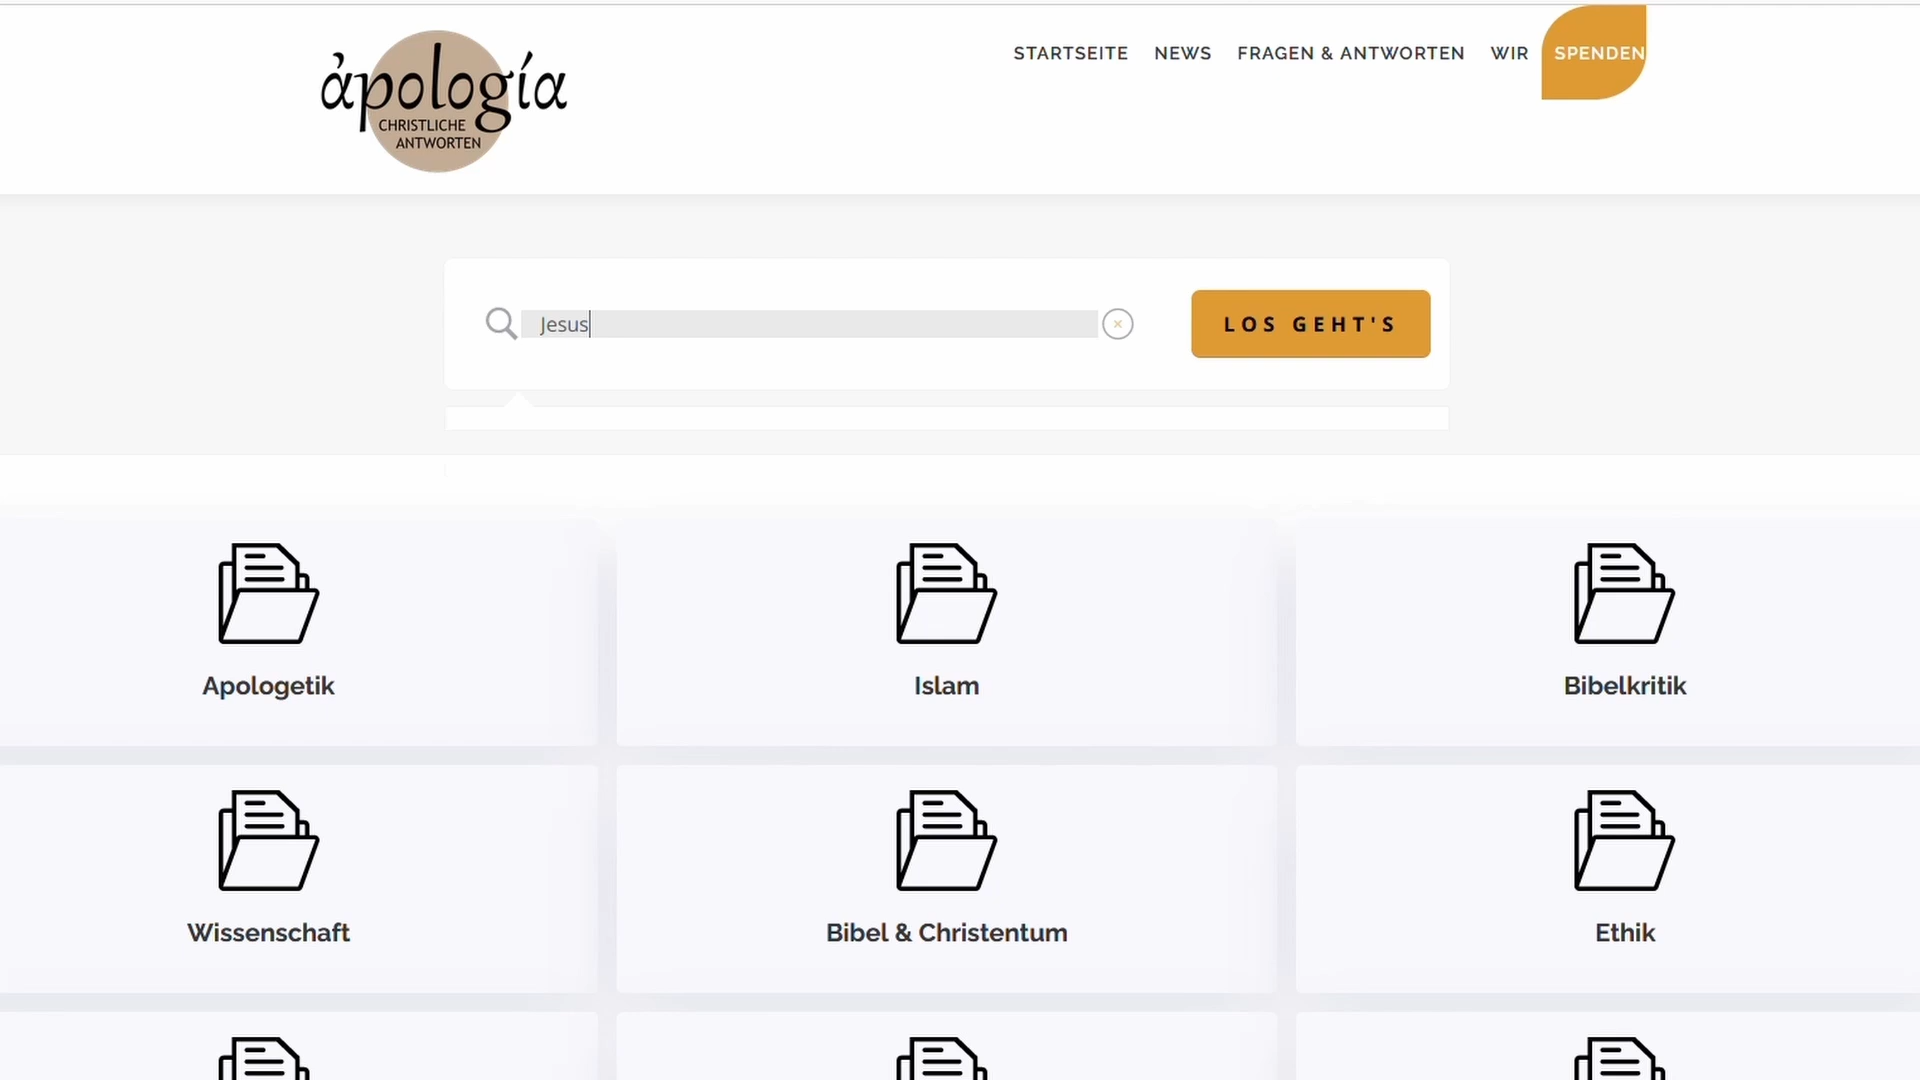 ἀpología
CHRISTLICHE
ANTWORTEN
STARTSEITE NEWS FRAGEN & ANTWORTEN WIR SPENDEN
Jesus
LOS GEHT'S
Apologetik
Islam
Bibelkritik
Wissenschaft
Bibel & Christentum
Ethik